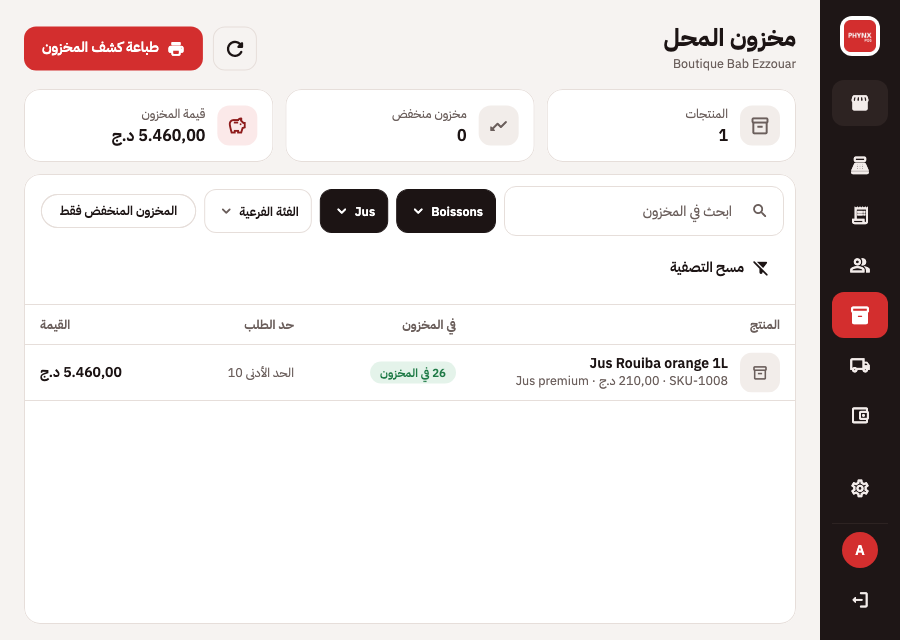 PHYNX
POS
مخزون المحل
Boutique Bab Ezzouar
طباعة كشف المخزون
المنتجات
1
مخزون منخفض
0
قيمة المخزون
5.460,00 د.ج
ابحث في المخزون
Boissons
Jus
الفئة الفرعية
المخزون المنخفض فقط
مسح التصفية
المنتج
في المخزون
حد الطلب
القيمة
Jus Rouiba orange 1L
Jus premium · 210,00 د.ج · SKU-1008
26 في المخزون
الحد الأدنى 10
5.460,00 د.ج
A